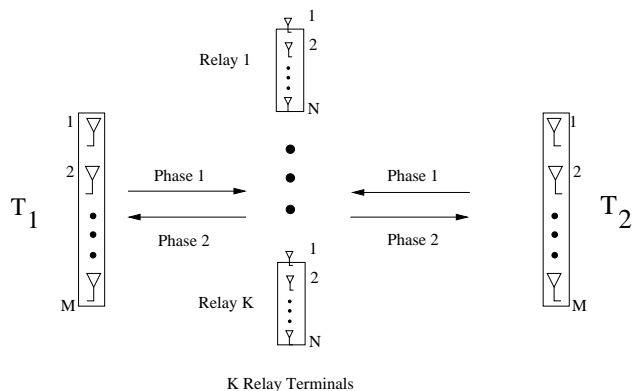 1
2
Relay 1
N
1
2
M
T1
Phase 1
Phase 2
Phase 1
Phase 2
1
2
T2
1
2
Relay K
N
K Relay Terminals